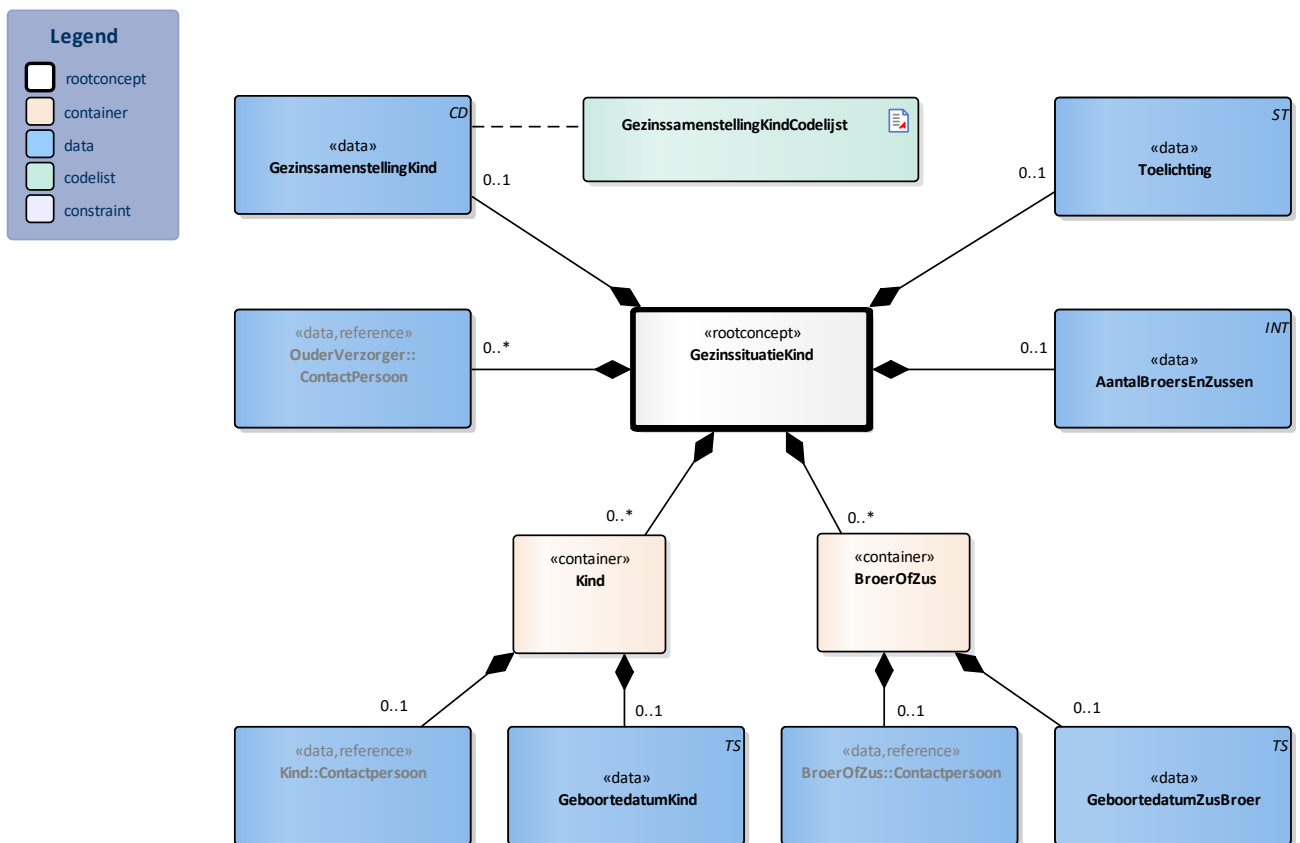 Legend
rootconcept
container
data
codelist
constraint
CD
«data»
GezinssamenstellingKind
0..1
GezinssamenstellingKindCodelijst
ST
«data»
Toelichting
0..1
«data,reference»
OuderVerzorger::
ContactPersoon
0..*
«rootconcept»
GezinssituatieKind
0..1
INT
«data»
AantalBroersEnZussen
0..*
0..*
«container»
Kind
«container»
BroerOfZus
0..1
0..1
0..1
0..1
«data,reference»
Kind::Contactpersoon
TS
«data»
GeboortedatumKind
«data,reference»
BroerOfZus::Contactpersoon
TS
«data»
GeboortedatumZusBroer